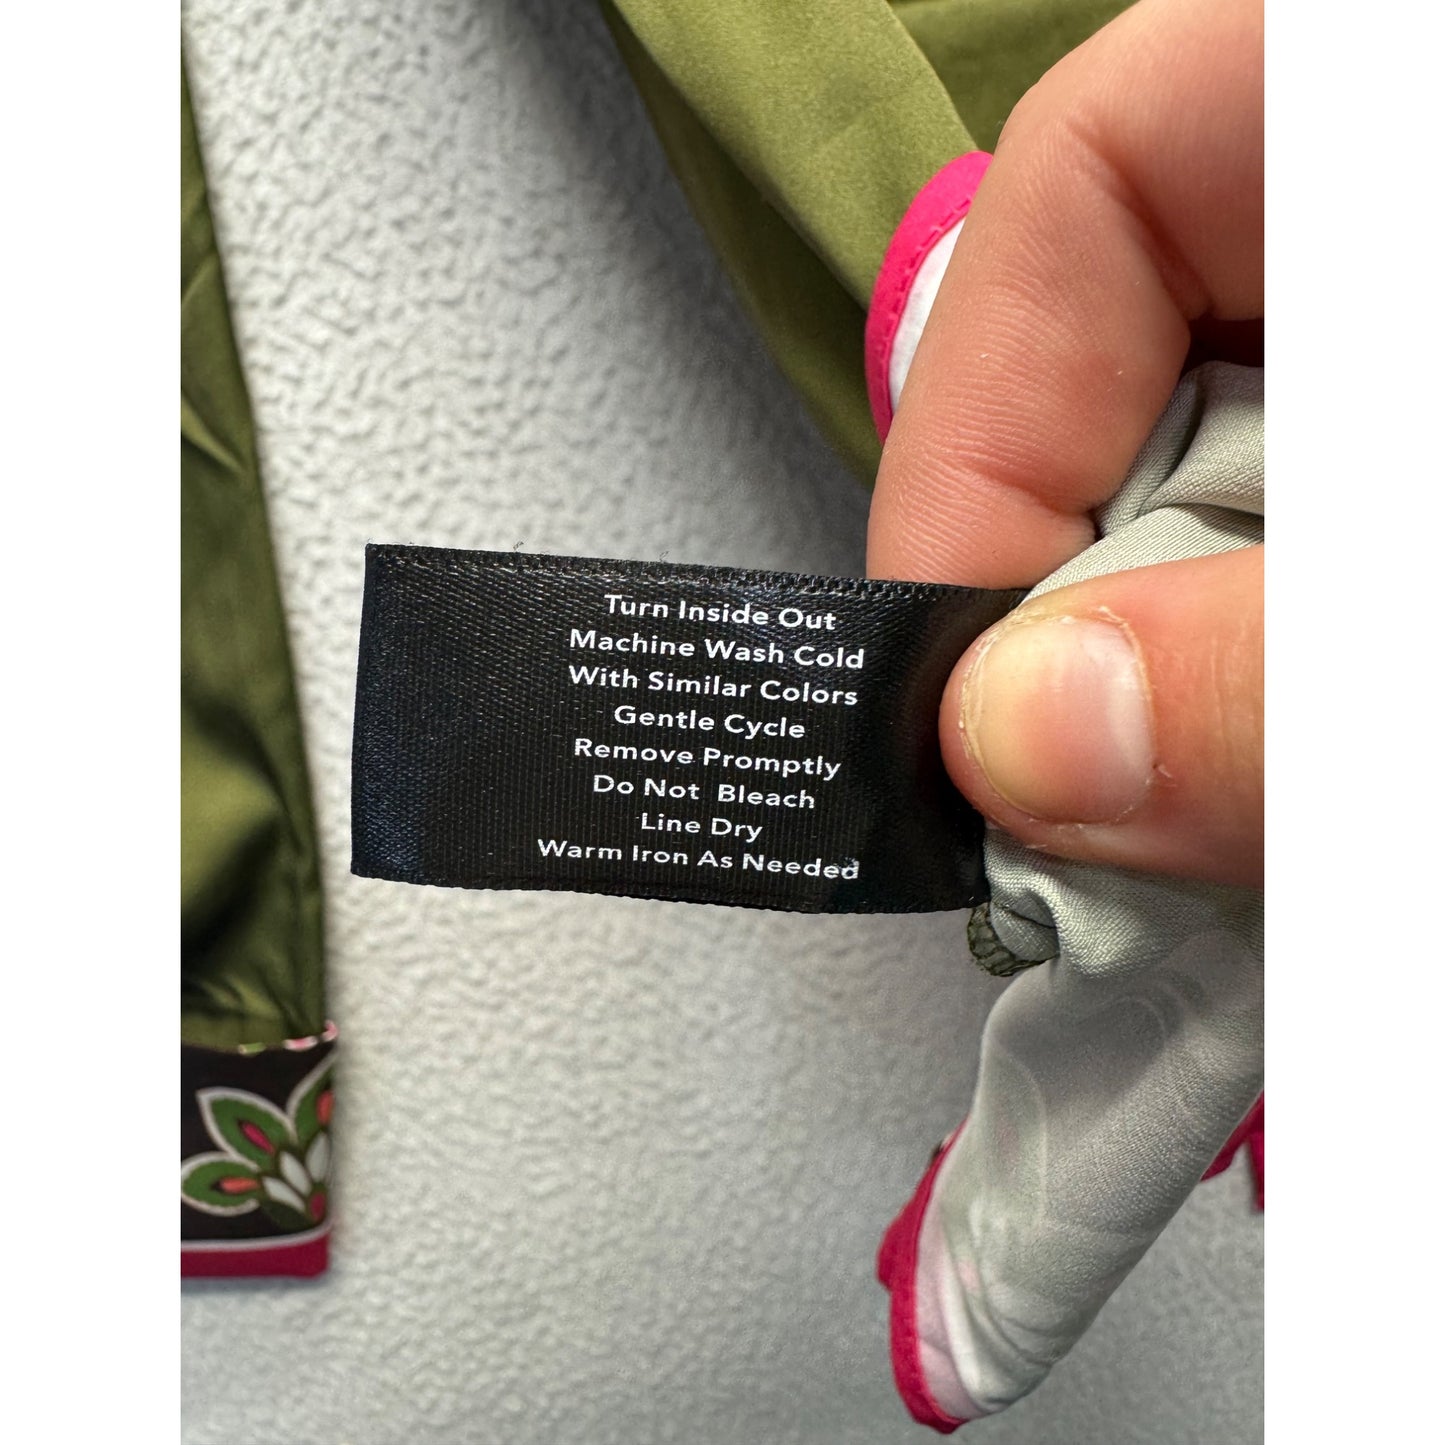 Turn Inside Out
Machine Wash Cold
With Similar Colors
Gentle Cycle
Remove Promptly
Do Not Bleach
Line Dry
Warm Iron As Needed